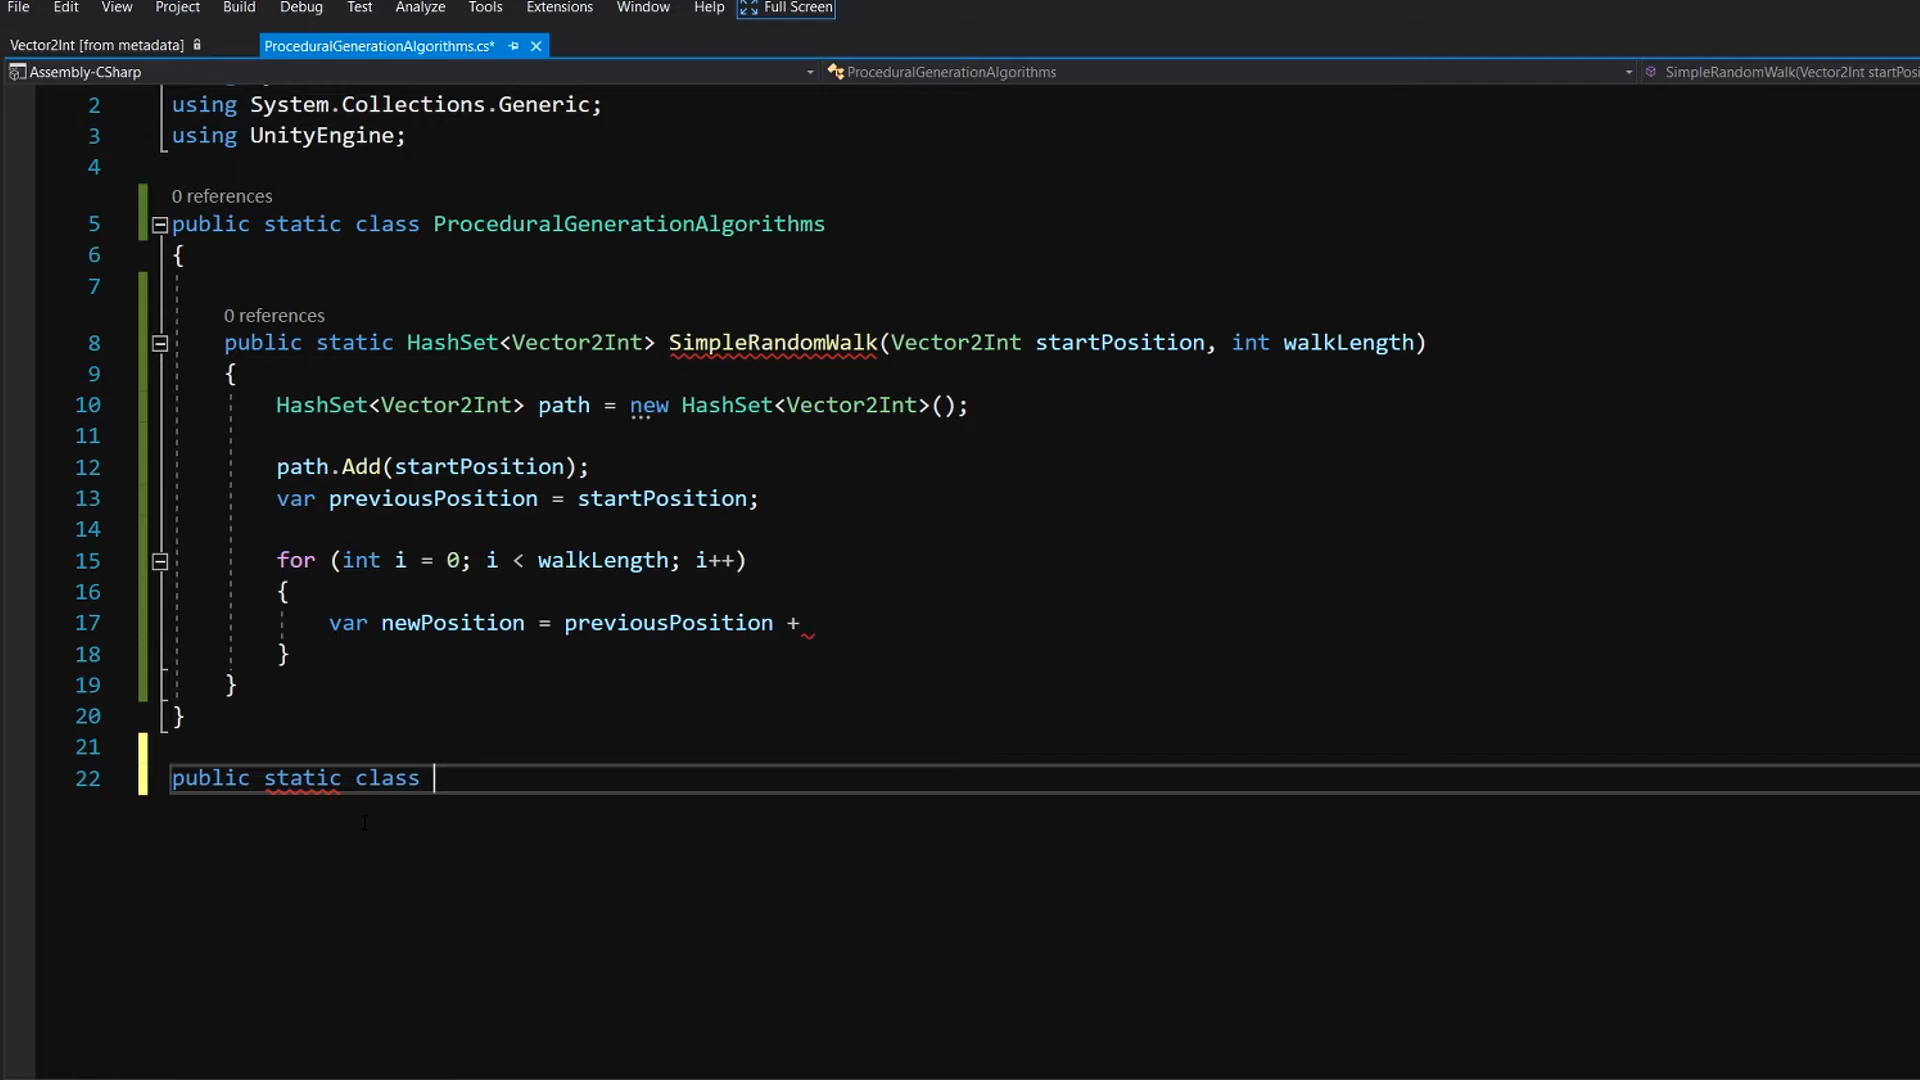 File Edit View Project Build Debug Test Analyze Tools Extensions Window Help Full Screen
Vector2Int [from metadata] ProceduralGenerationAlgorithms.cs*
Assembly-CSharp ProceduralGenerationAlgorithms SimpleRandomWalk(Vector2Int startPosi
2 using System.Collections.Generic;
3 using UnityEngine;
4
0 references
5 public static class ProceduralGenerationAlgorithms
6 {
7
0 references
8 public static HashSet<Vector2Int> SimpleRandomWalk(Vector2Int startPosition, int walkLength)
9 {
10 HashSet<Vector2Int> path = new HashSet<Vector2Int>();
11
12 path.Add(startPosition);
13 var previousPosition = startPosition;
14
15 for (int i = 0; i < walkLength; i++)
16 {
17 var newPosition = previousPosition +
18 }
19 }
20 }
21
22 public static class